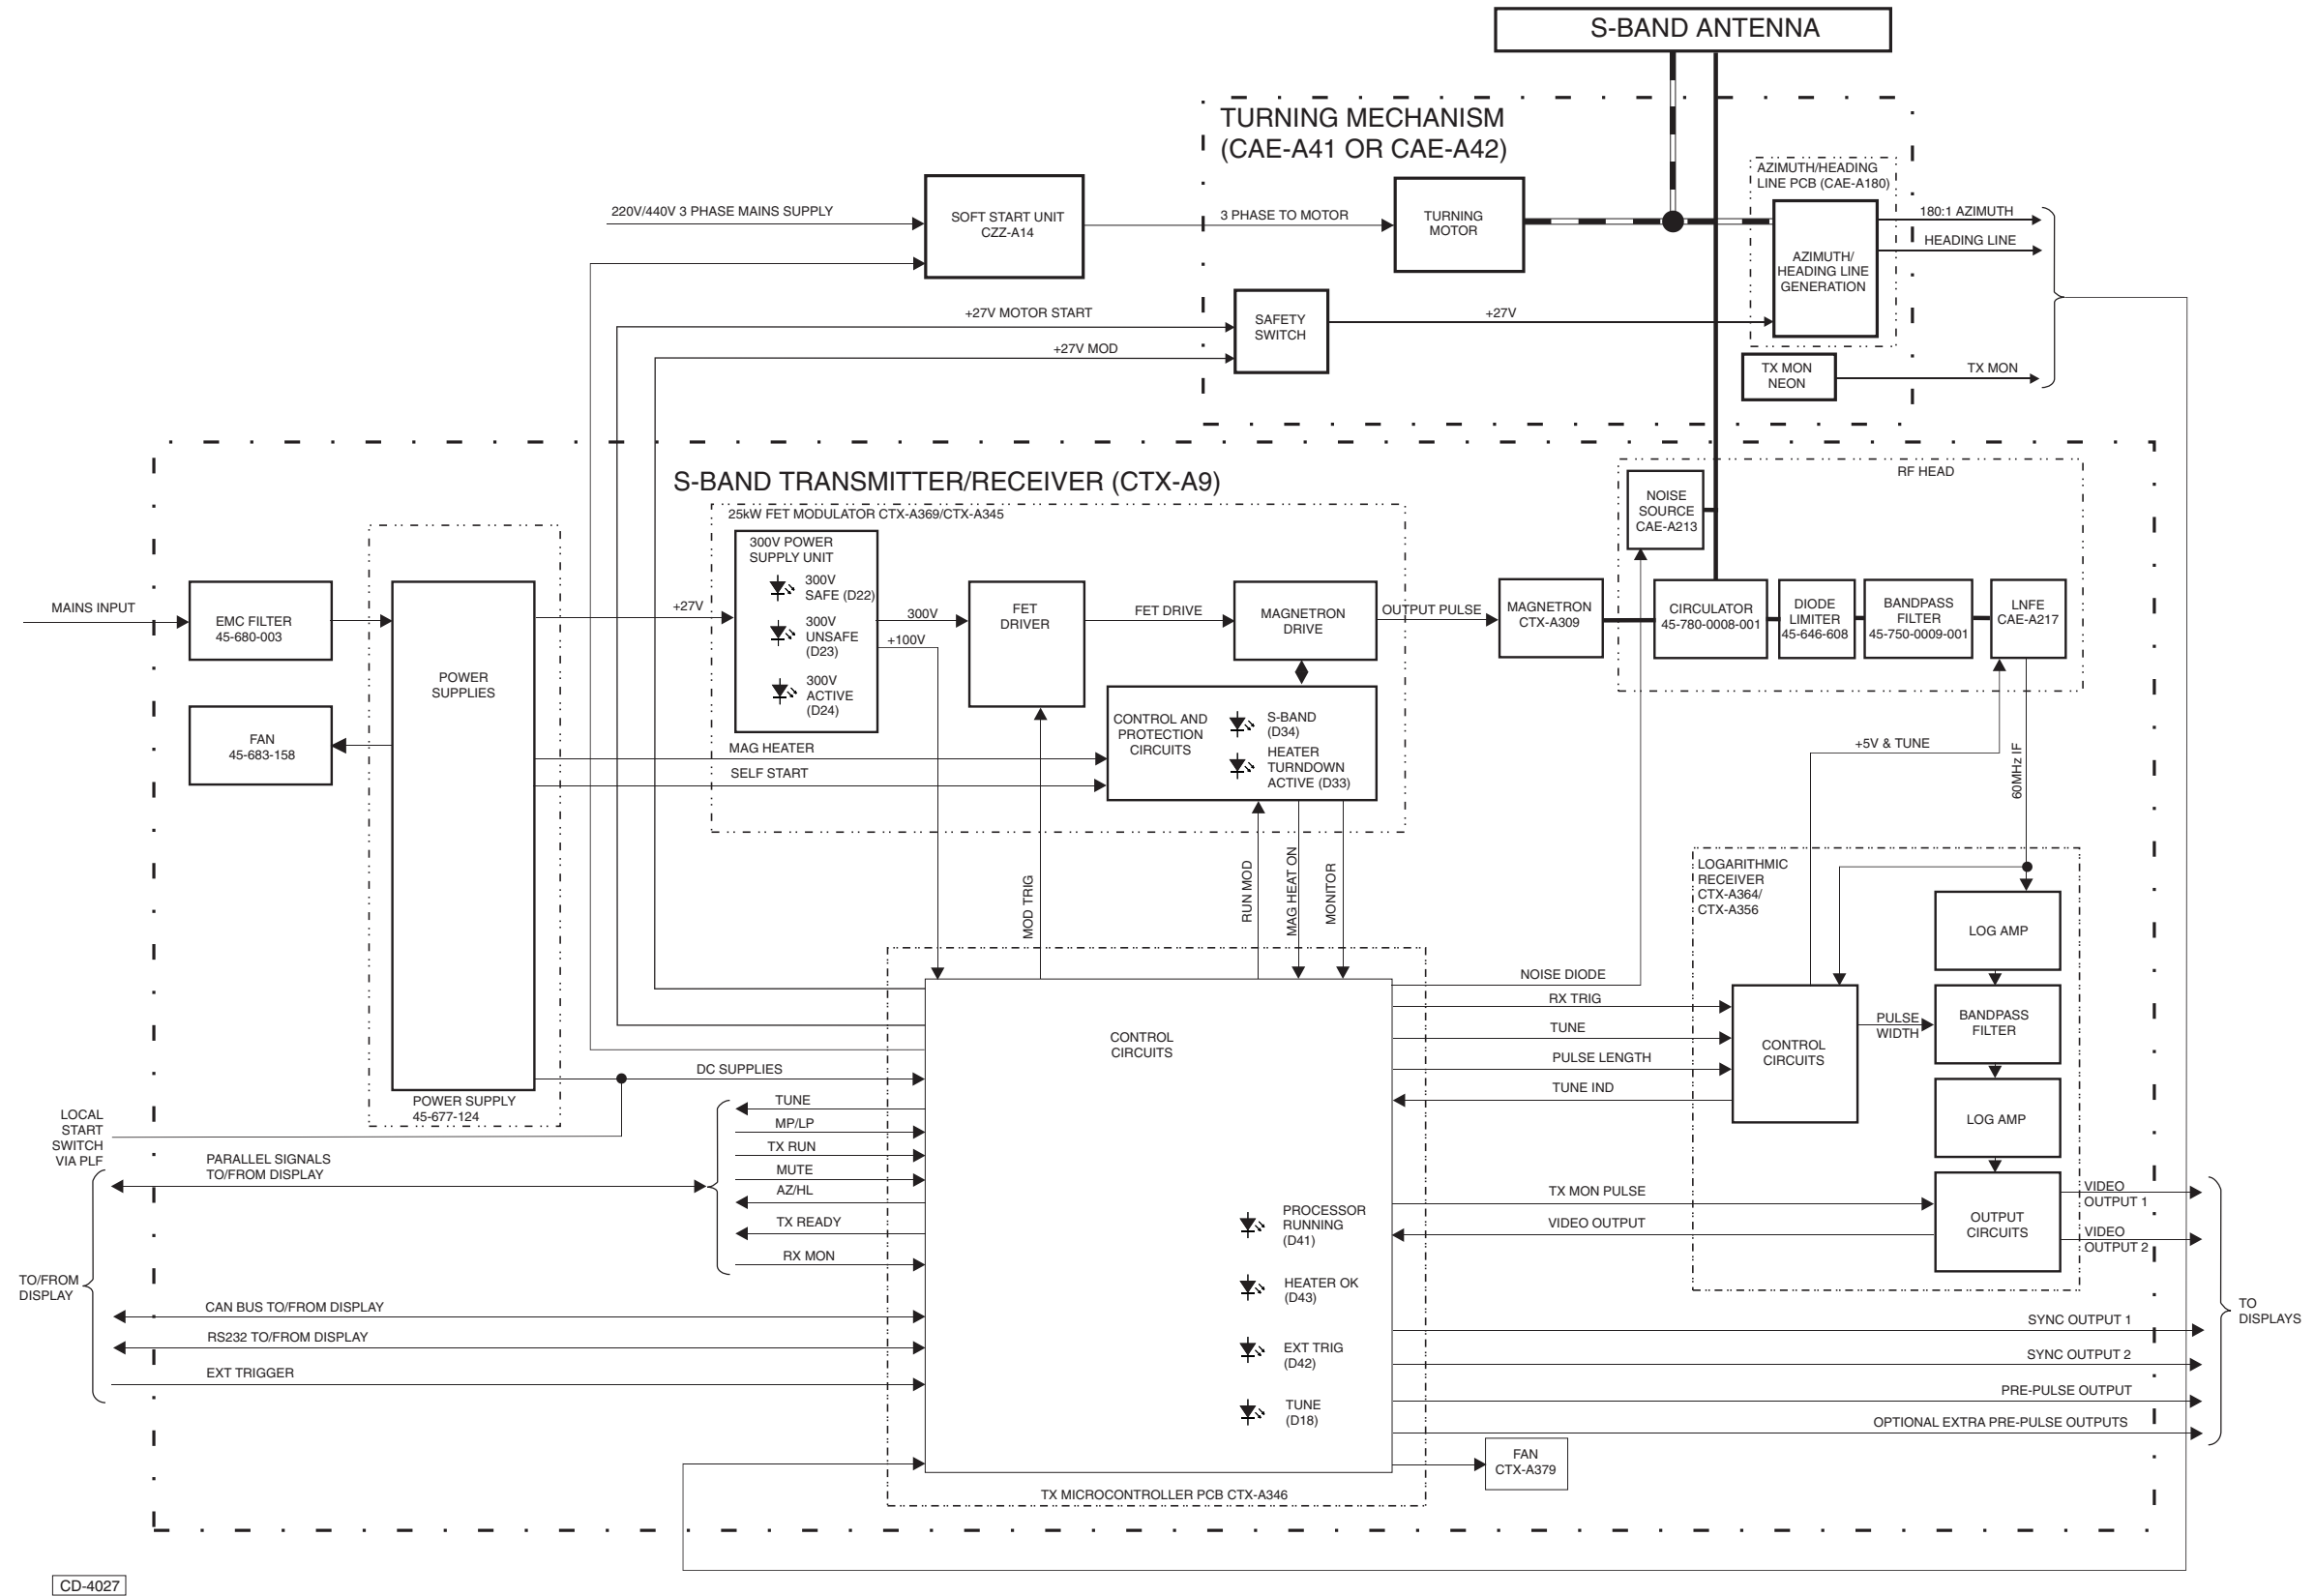 S-BAND ANTENNA
TURNING MECHANISM
(CAE-A41 OR CAE-A42)
AZIMUTH/HEADING
LINE PCB (CAE-A180)
220V/440V 3 PHASE MAINS SUPPLY
SOFT START UNIT
CZZ-A14
3 PHASE TO MOTOR
TURNING
MOTOR
180:1 AZIMUTH
HEADING LINE
AZIMUTH/
HEADING LINE
GENERATION
+27V MOTOR START
+27V MOD
SAFETY
SWITCH
+27V
TX MON
NEON
TX MON
S-BAND TRANSMITTER/RECEIVER (CTX-A9)
RF HEAD
25kW FET MODULATOR CTX-A369/CTX-A345
NOISE
SOURCE
CAE-A213
300V POWER
SUPPLY UNIT
300V
SAFE (D22)
300V
UNSAFE
(D23)
300V
ACTIVE
(D24)
MAINS INPUT
EMC FILTER
45-680-003
POWER
SUPPLIES
FAN
45-683-158
+27V
300V
+100V
FET
DRIVER
FET DRIVE
MAGNETRON
DRIVE
OUTPUT PULSE
MAGNETRON
CTX-A309
CIRCULATOR
45-780-0008-001
DIODE
LIMITER
45-646-608
BANDPASS
FILTER
45-750-0009-001
LNFE
CAE-A217
CONTROL AND
PROTECTION
CIRCUITS
S-BAND
(D34)
HEATER
TURNDOWN
ACTIVE (D33)
MAG HEATER
SELF START
+5V & TUNE
60MHz IF
MOD TRIG
RUN MOD
MAG HEAT ON
MONITOR
LOGARITHMIC
RECEIVER
CTX-A364/
CTX-A356
LOG AMP
NOISE DIODE
RX TRIG
TUNE
PULSE LENGTH
TUNE IND
CONTROL
CIRCUITS
PULSE
WIDTH
BANDPASS
FILTER
LOG AMP
CONTROL
CIRCUITS
DC SUPPLIES
POWER SUPPLY
45-677-124
LOCAL
START
SWITCH
VIA PLF
PARALLEL SIGNALS
TO/FROM DISPLAY
TUNE
MP/LP
TX RUN
MUTE
AZ/HL
TX READY
RX MON
TX MON PULSE
VIDEO OUTPUT
OUTPUT
CIRCUITS
VIDEO
OUTPUT 1
VIDEO
OUTPUT 2
PROCESSOR
RUNNING
(D41)
HEATER OK
(D43)
EXT TRIG
(D42)
TUNE
(D18)
TO/FROM
DISPLAY
CAN BUS TO/FROM DISPLAY
RS232 TO/FROM DISPLAY
EXT TRIGGER
SYNC OUTPUT 1
SYNC OUTPUT 2
PRE-PULSE OUTPUT
OPTIONAL EXTRA PRE-PULSE OUTPUTS
TO
DISPLAYS
FAN
CTX-A379
TX MICROCONTROLLER PCB CTX-A346
CD-4027